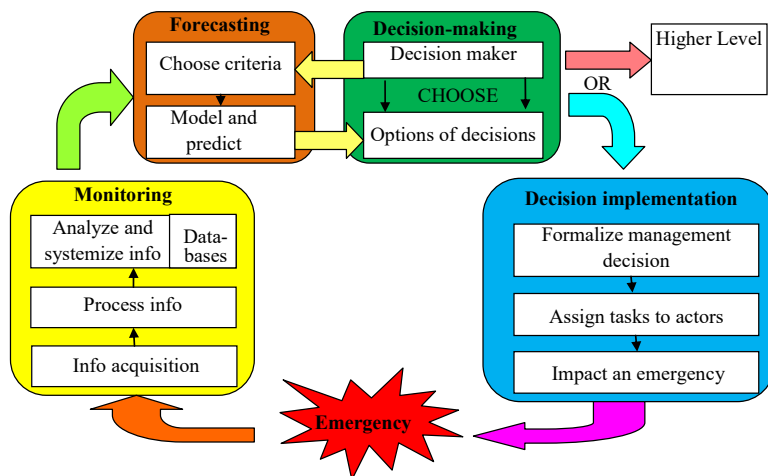 Forecasting
Choose criteria
Model and
predict
Decision-making
Decision maker
CHOOSE
Options of decisions
Higher Level
OR
Monitoring
Analyze and
systemize info
Data-
bases
Process info
Info acquisition
Decision implementation
Formalize management
decision
Assign tasks to actors
Impact an emergency
Emergency